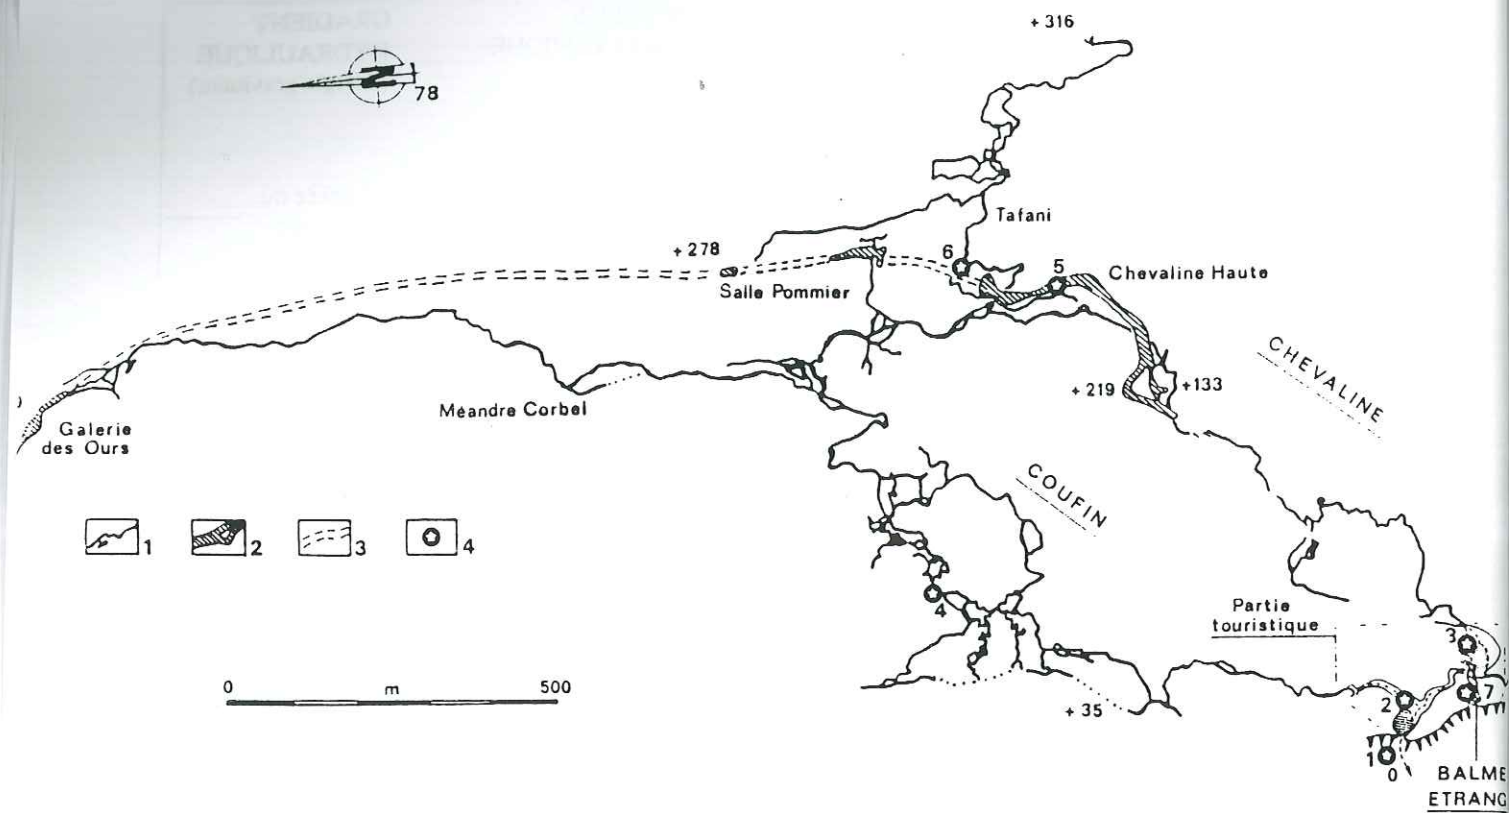 + 316
N
78
Tafani
+ 278
6
5
Chevaline Haute
Salle Pommier
CHEVALINE
+ 219
+ 133
Méandre Corbel
Galerie
des Ours
COUFIN
1
2
3
4
4
Partie
touristique
3
0
m
500
+ 35
2
7
1
0
BALME
ETRANG